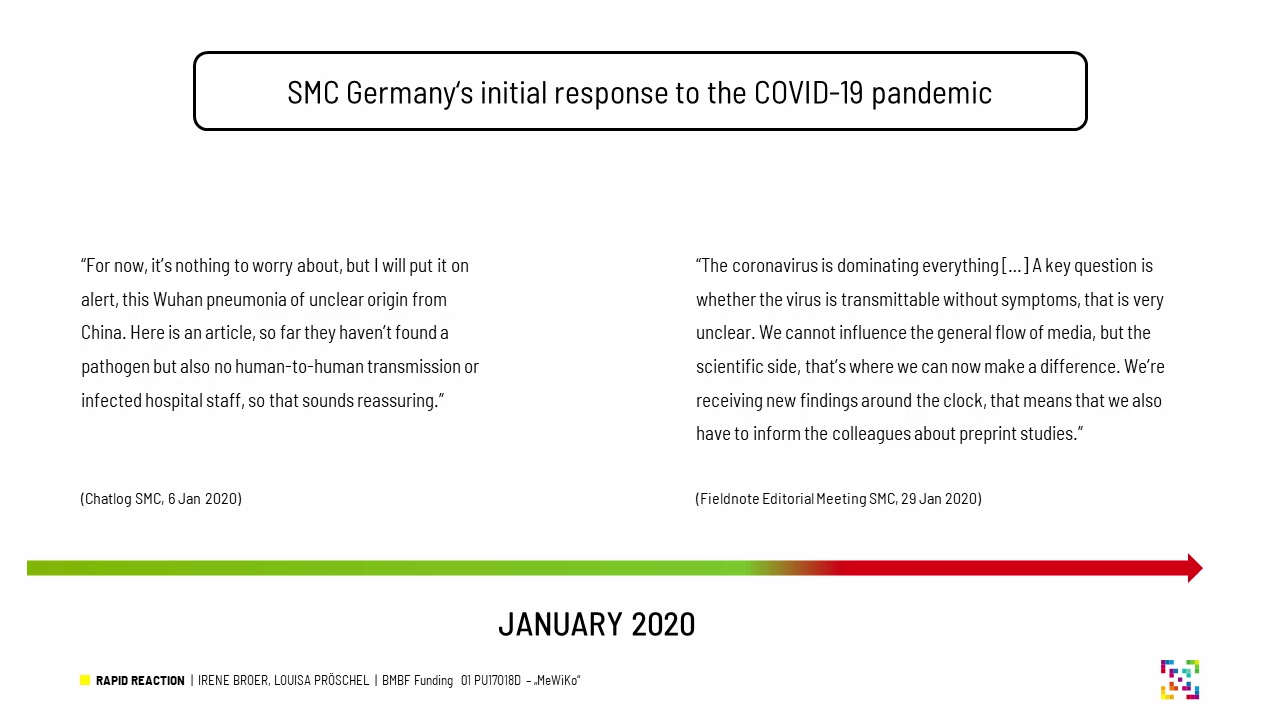 SMC Germany’s initial response to the COVID-19 pandemic
“For now, it’s nothing to worry about, but I will put it on
alert, this Wuhan pneumonia of unclear origin from
China. Here is an article, so far they haven’t found a
pathogen but also no human-to-human transmission or
infected hospital staff, so that sounds reassuring.”
(Chatlog SMC, 6 Jan 2020)
“The coronavirus is dominating everything […] A key question is
whether the virus is transmittable without symptoms, that is very
unclear. We cannot influence the general flow of media, but the
scientific side, that’s where we can now make a difference. We’re
receiving new findings around the clock, that means that we also
have to inform the colleagues about preprint studies.”
(Fieldnote Editorial Meeting SMC, 29 Jan 2020)
JANUARY 2020
RAPID REACTION | IRENE BROER, LOUISA PRÖSCHEL | BMBF Funding 01 PU17018D – „MeWiKo“